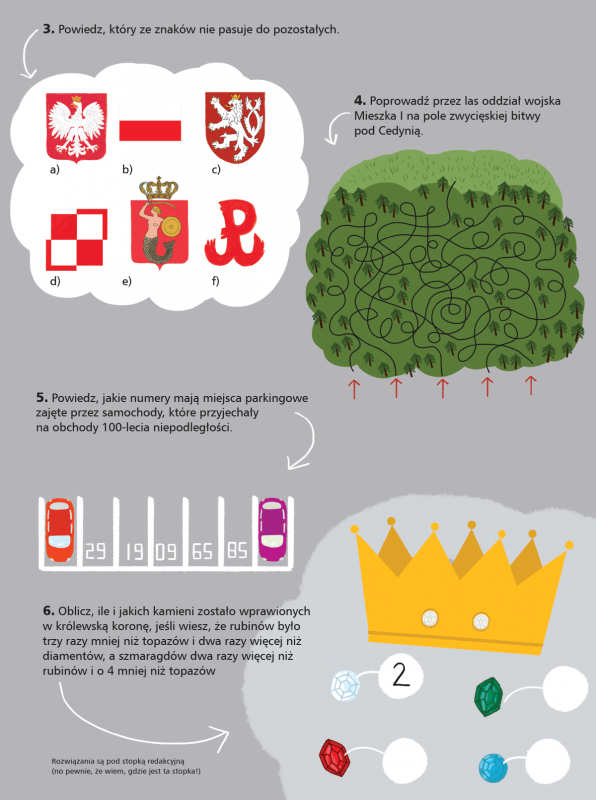 3. Powiedz, który ze znaków nie pasuje do pozostałych.
a)
b)
c)
d)
e)
f)
4. Poprowadź przez las oddział wojska
Mieszka I na pole zwycięskiej bitwy
pod Cedynią.
5. Powiedz, jakie numery mają miejsca parkingowe
zajęte przez samochody, które przyjechały
na obchody 100-lecia niepodległości.
29 19 09 65 85
6. Oblicz, ile i jakich kamieni zostało wprawionych
w królewską koronę, jeśli wiesz, że rubinów było
trzy razy mniej niż topazów i dwa razy więcej niż
diamentów, a szmaragdów dwa razy więcej niż
rubinów i o 4 mniej niż topazów
2
Rozwiązania są pod stopką redakcyjną
(no pewnie, że wiem, gdzie jest ta stopka!)